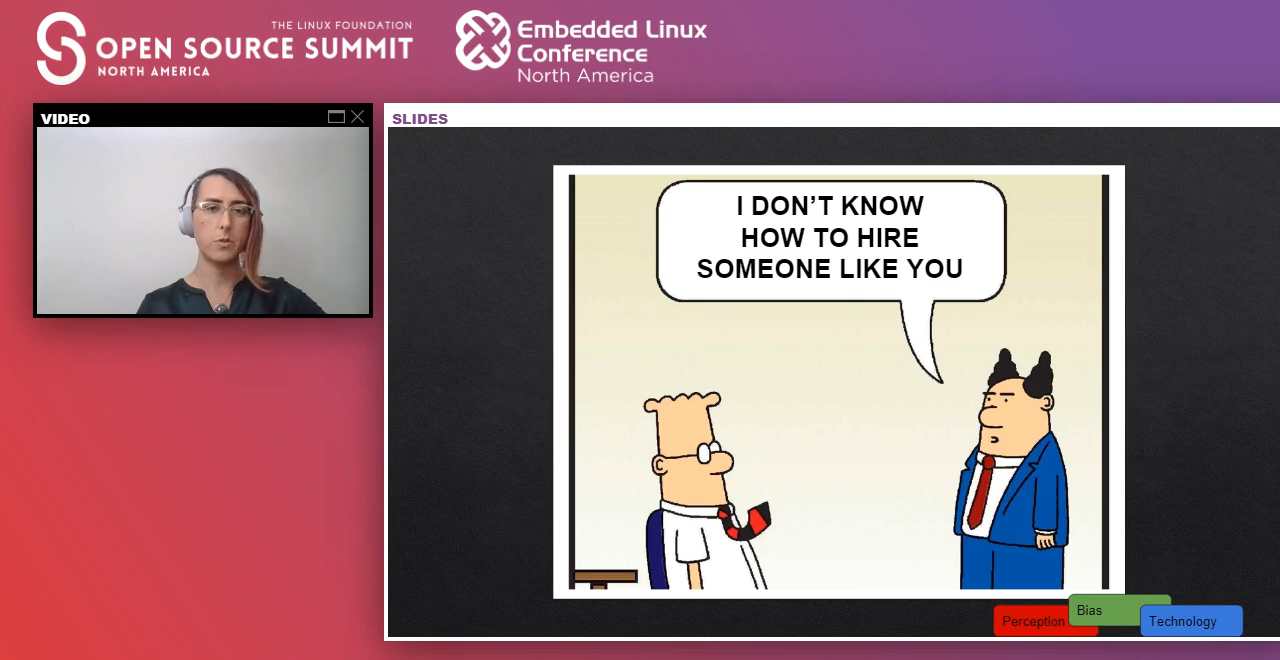 THE LINUX FOUNDATION
OPEN SOURCE SUMMIT
NORTH AMERICA
Embedded Linux
Conference
North America
VIDEO
SLIDES
I DON’T KNOW
HOW TO HIRE
SOMEONE LIKE YOU
Perception
Bias
Technology